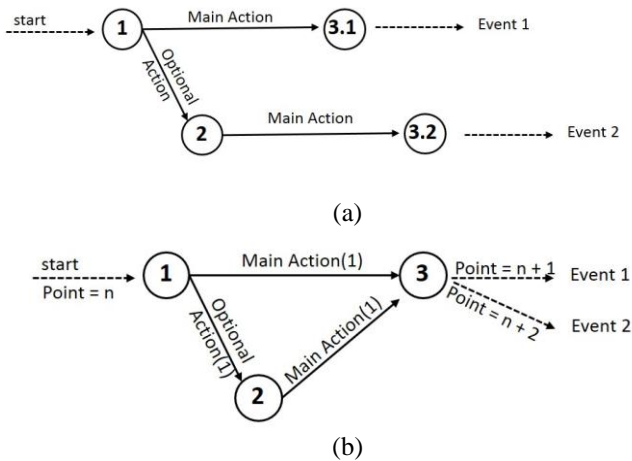 start
1
Main Action
3.1
Event 1
Optional
Action
2
Main Action
3.2
Event 2
(a)
start
Point = n
1
Main Action(1)
3
Point = n + 1
Event 1
Point = n + 2
Event 2
Optional
Action(1)
Main Action(1)
2
(b)